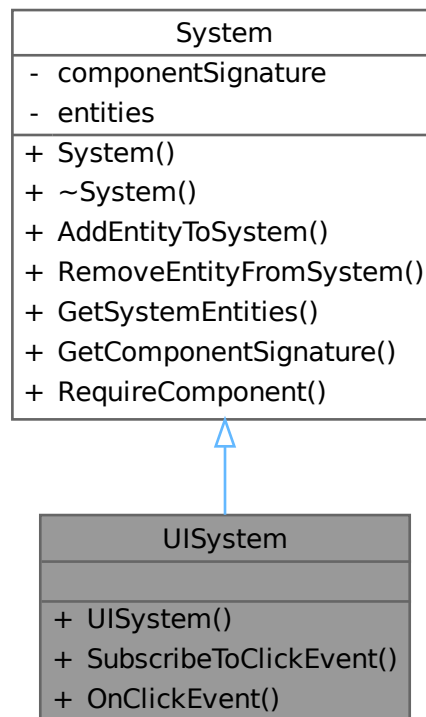 System
- componentSignature
- entities
+ System()
+ ~System()
+ AddEntityToSystem()
+ RemoveEntityFromSystem()
+ GetSystemEntities()
+ GetComponentSignature()
+ RequireComponent()
UISystem
+ UISystem()
+ SubscribeToClickEvent()
+ OnClickEvent()